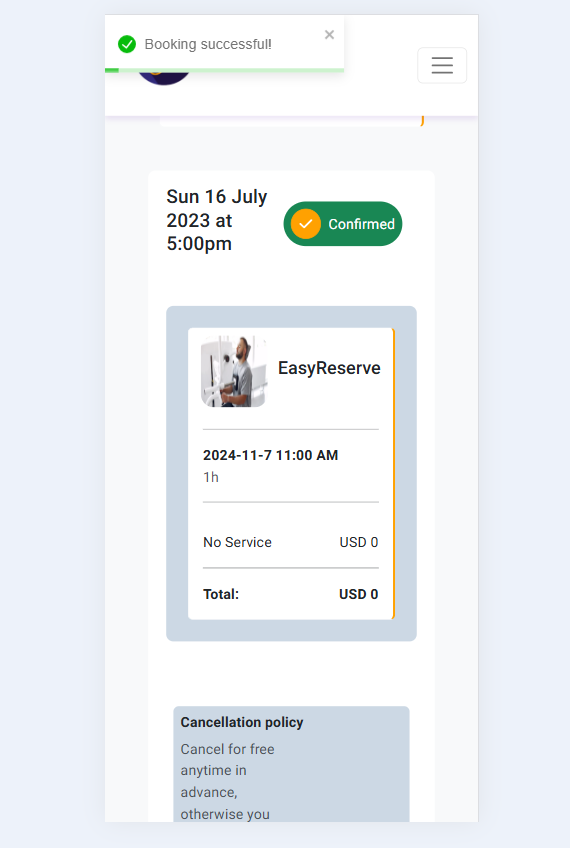 Booking successful!
Sun 16 July
2023 at
5:00pm
Confirmed
EasyReserve
2024-11-7 11:00 AM
1h
No Service USD 0
Total: USD 0
Cancellation policy
Cancel for free
anytime in
advance,
otherwise you